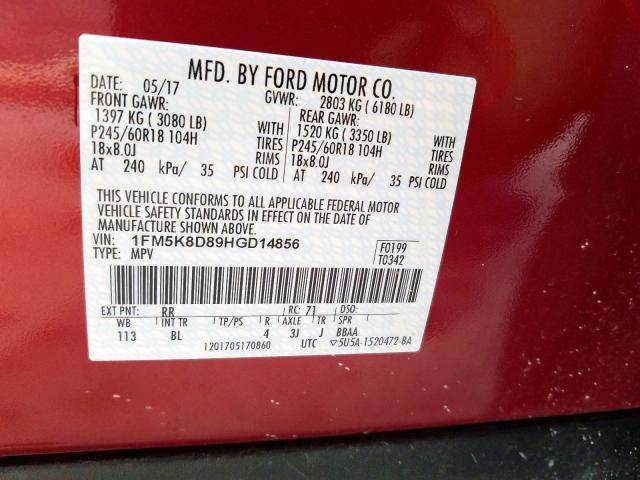 MFD. BY FORD MOTOR CO.
DATE: 05/17 GVWR: 2803 KG ( 6180 LB)
FRONT GAWR: REAR GAWR:
1397 KG ( 3080 LB) WITH 1520 KG ( 3350 LB) WITH
P245/60R18 104H TIRES P245/60R18 104H TIRES
18x8.0J RIMS 18x8.0J RIMS
AT 240 kPa/ 35 PSI COLD AT 240 kPa/ 35 PSI COLD
THIS VEHICLE CONFORMS TO ALL APPLICABLE FEDERAL MOTOR
VEHICLE SAFETY STANDARDS IN EFFECT ON THE DATE OF
MANUFACTURE SHOWN ABOVE.
VIN: 1FM5K8D89HGD14856 F0199
TYPE: MPV T0342
EXT PNT: RR RC: 71 DSO:
WB INT TR TP/PS R AXLE TR SPR
113 BL 4 3J J BBAA
1201705170860 UTC ▽5U5A-1520472-BA